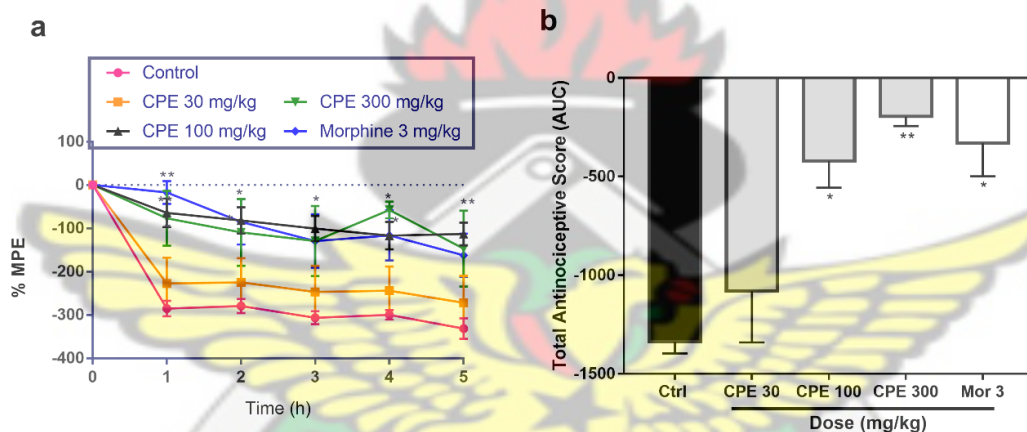 a
Control
CPE 30 mg/kg
CPE 300 mg/kg
CPE 100 mg/kg
Morphine 3 mg/kg
100
0
-100
-200
-300
-400
% MPE
**
**
*
*
*
*
**
0 1 2 3 4 5
Time (h)
b
Total Antinociceptive Score (AUC)
0
-500
-1000
-1500
*
**
*
Ctrl CPE 30 CPE 100 CPE 300 Mor 3
Dose (mg/kg)